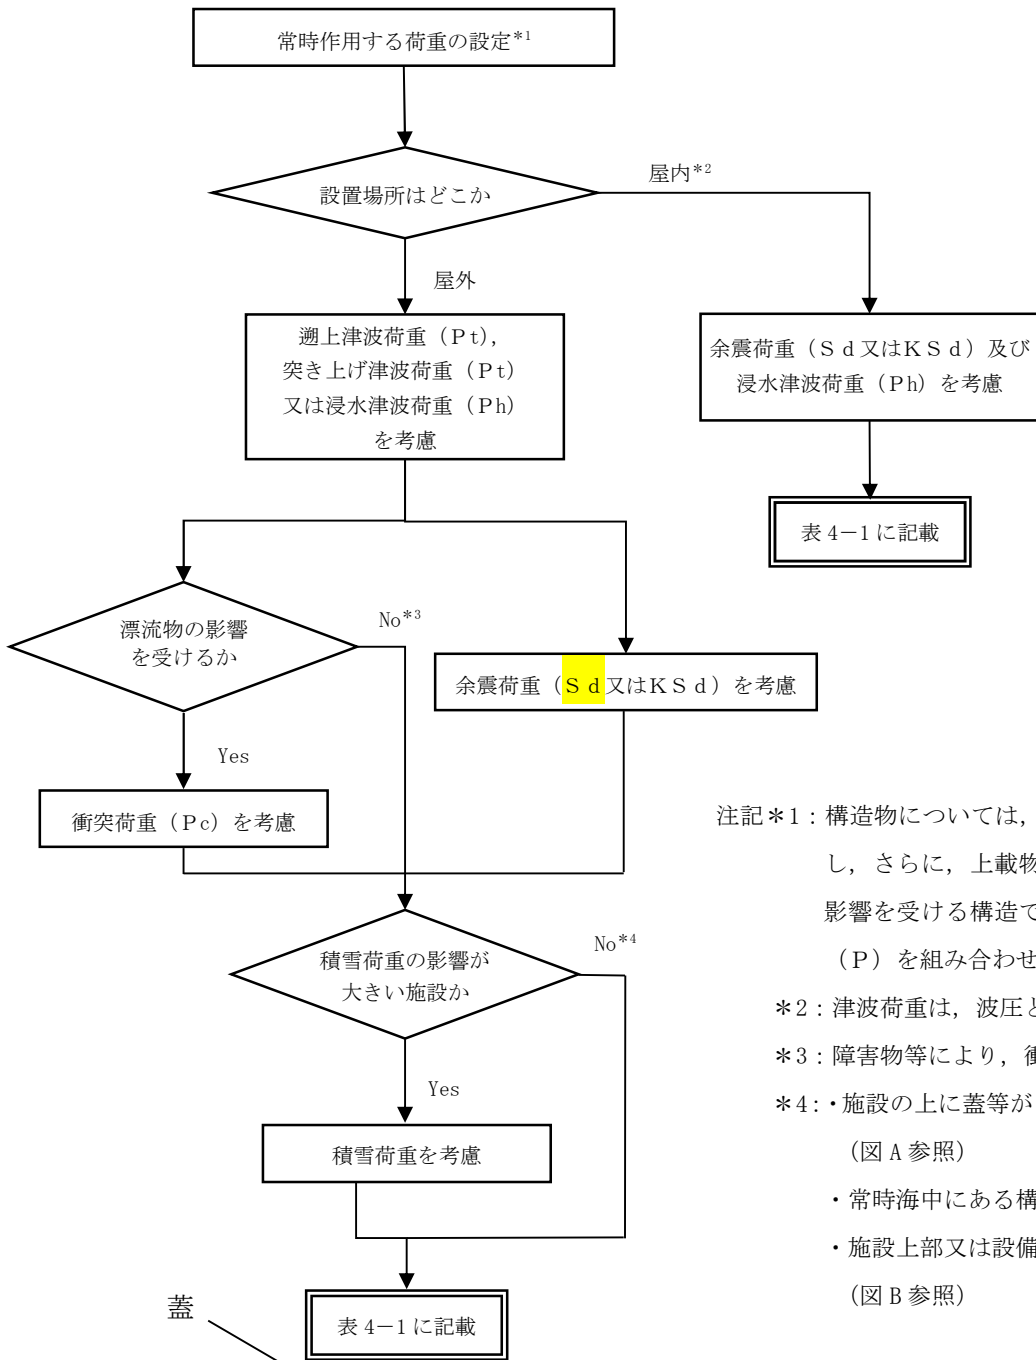 常時作用する荷重の設定*1
設置場所はどこか
屋内*2
屋外
遡上津波荷重（Ｐt），
突き上げ津波荷重（Ｐt）
又は浸水津波荷重（Ｐh）
を考慮
余震荷重（Ｓｄ又はＫＳｄ）及び
浸水津波荷重（Ｐh）を考慮
表 4－1 に記載
漂流物の影響
を受けるか
No*3
余震荷重（Ｓｄ又はＫＳｄ）を考慮
Yes
衝突荷重（Ｐc）を考慮
積雪荷重の影響が
大きい施設か
No*4
Yes
積雪荷重を考慮
表 4－1 に記載
蓋
注記＊1：構造物については，
し，さらに，上載物
影響を受ける構造で
（Ｐ）を組み合わせ
＊2：津波荷重は，波圧と
＊3：障害物等により，衝
＊4：・施設の上に蓋等が
（図 A 参照）
・常時海中にある構
・施設上部又は設備
（図 B 参照）